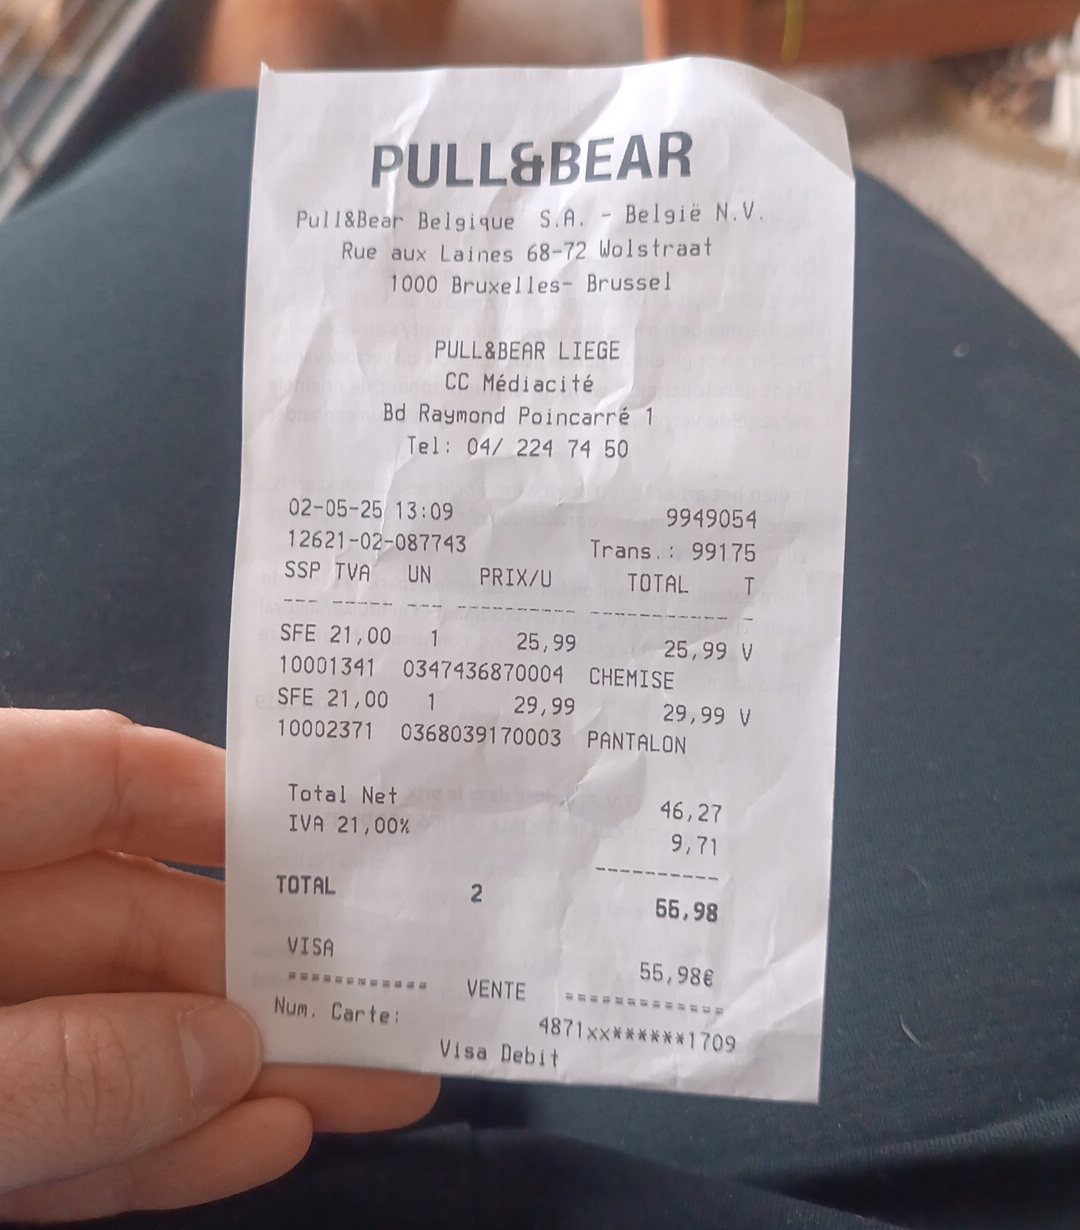 PULL&BEAR
Pull&Bear Belgique S.A. - België N.V.
Rue aux Laines 68-72 Wolstraat
1000 Bruxelles- Brussel
PULL&BEAR LIEGE
CC Médiacité
Bd Raymond Poincarré 1
Tel: 04/ 224 74 50
02-05-25 13:09 9949054
12621-02-087743 Trans.: 99175
SSP TVA UN PRIX/U TOTAL T
--- ----- --- ---------- ------------ -
SFE 21,00 1 25,99 25,99 V
10001341 0347436870004 CHEMISE
SFE 21,00 1 29,99 29,99 V
10002371 0368039170003 PANTALON
Total Net 46,27
IVA 21,00% 9,71
----------
TOTAL 2 55,98
VISA 55,98€
============ VENTE =============
Num. Carte: 4871xx******1709
Visa Debit